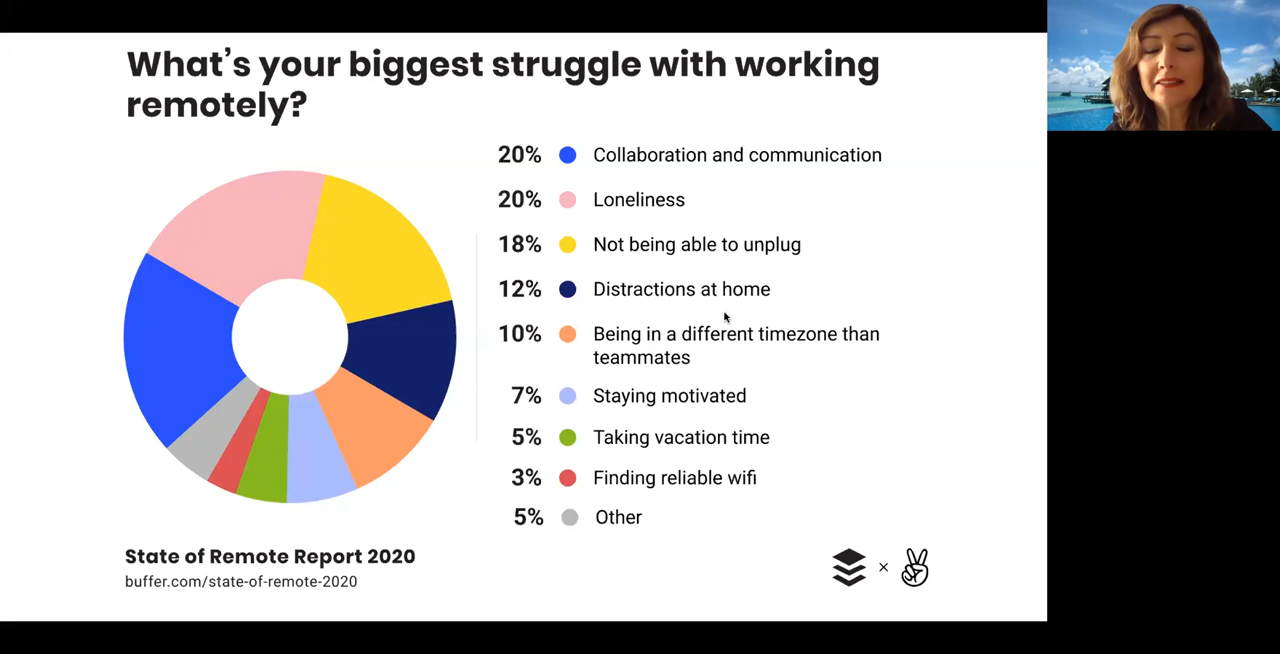 What's your biggest struggle with working
remotely?
20% Collaboration and communication
20% Loneliness
18% Not being able to unplug
12% Distractions at home
10% Being in a different timezone than
teammates
7% Staying motivated
5% Taking vacation time
3% Finding reliable wifi
5% Other
State of Remote Report 2020
buffer.com/state-of-remote-2020
×